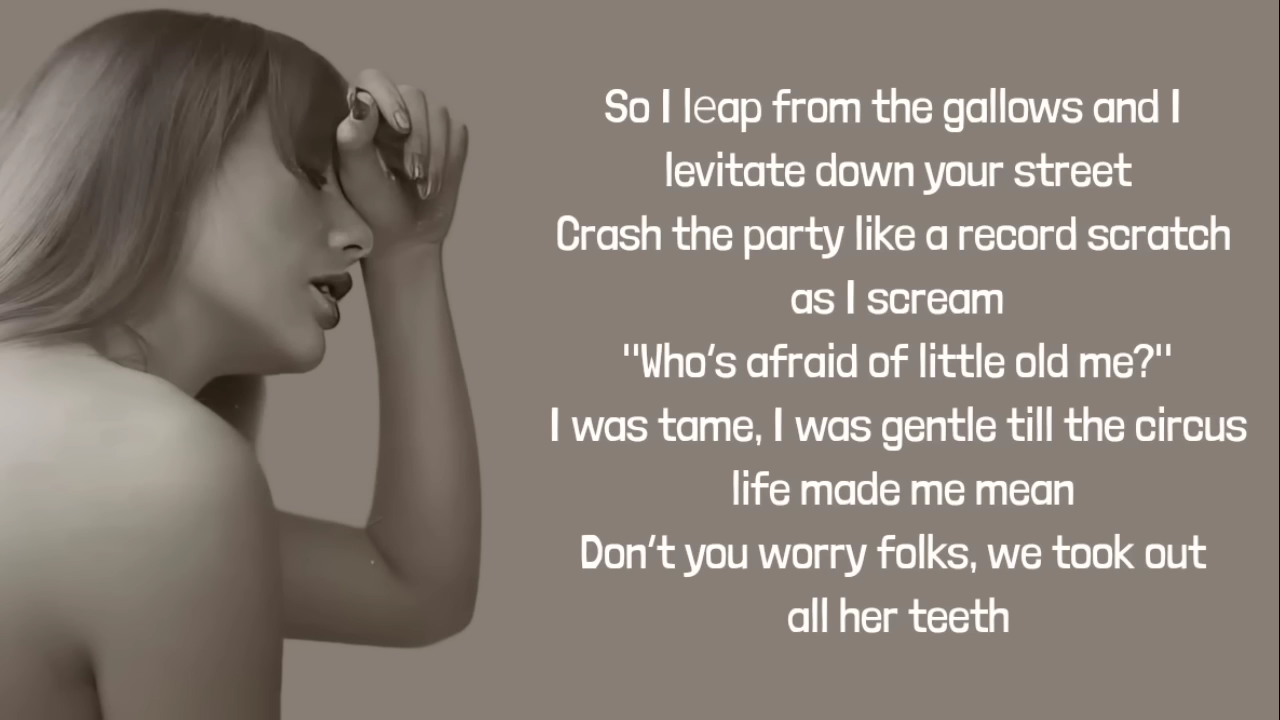 So I leap from the gallows and I
levitate down your street
Crash the party like a record scratch
as I scream
"Who's afraid of little old me?"
I was tame, I was gentle till the circus
life made me mean
Don't you worry folks, we took out
all her teeth